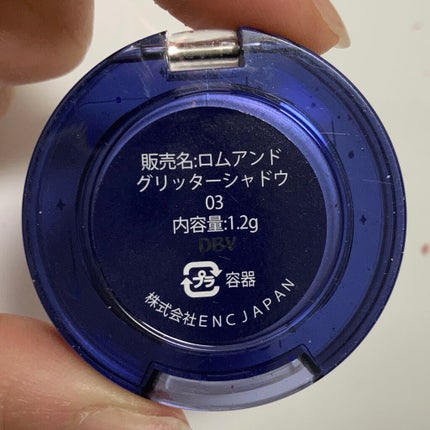 販売名:ロムアンド
グリッターシャドウ
03
内容量:1.2g
DBV
プラ 容器
株式会社ENC JAPAN